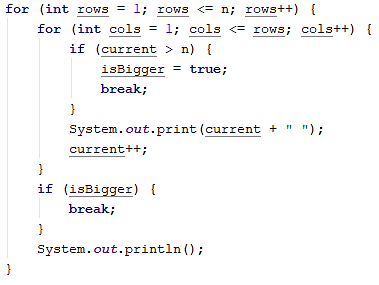 for (int rows = 1; rows <= n; rows++) {
    for (int cols = 1; cols <= rows; cols++) {
        if (current > n) {
            isBigger = true;
            break;
        }
        System.out.print(current + " ");
        current++;
    }
    if (isBigger) {
        break;
    }
    System.out.println();
}